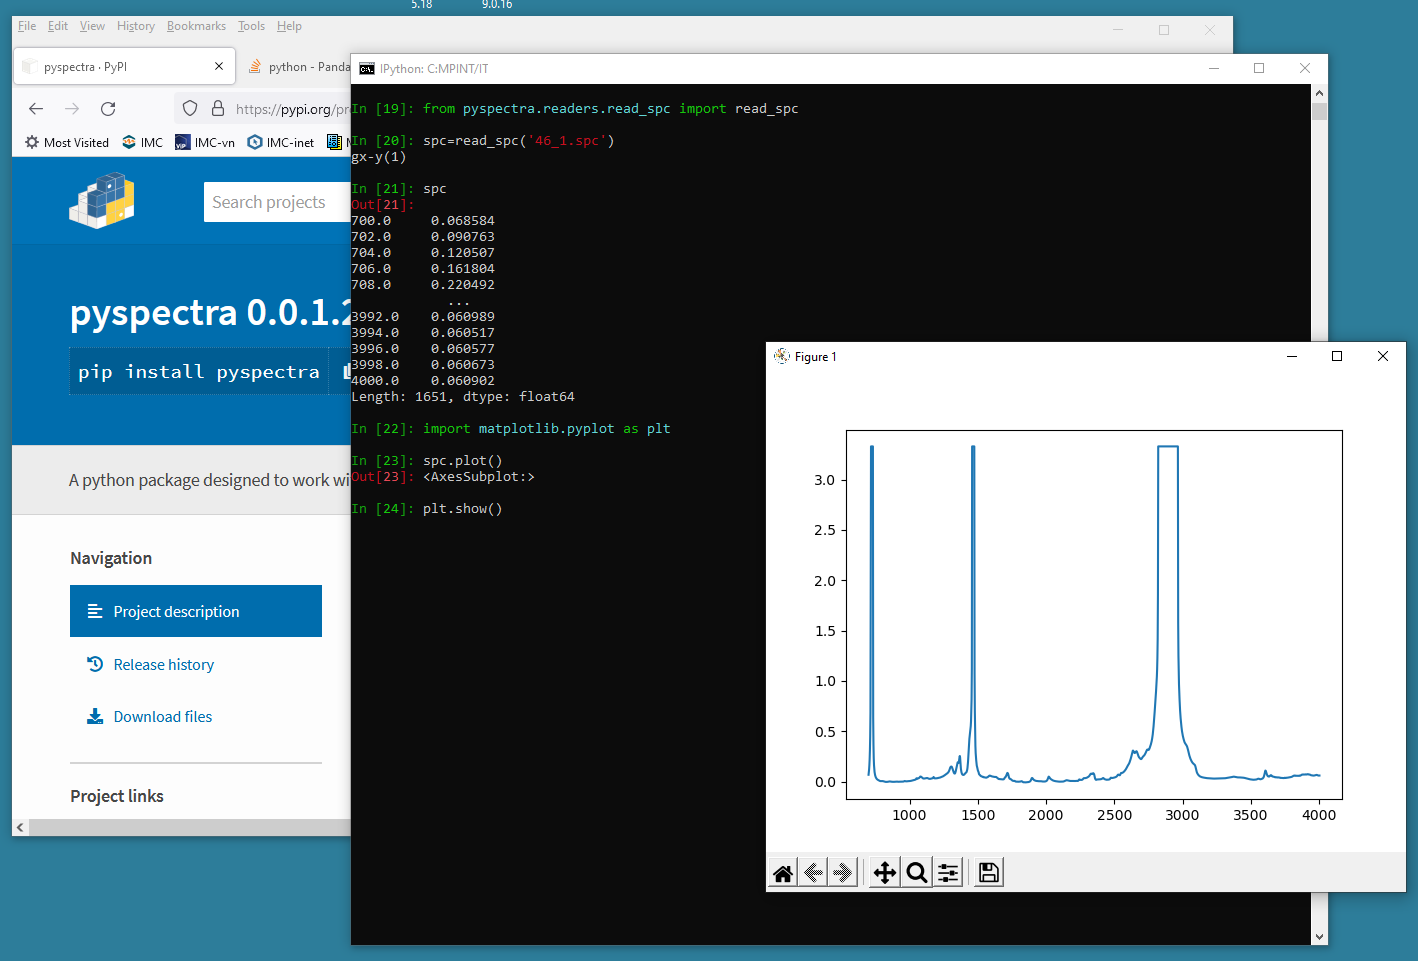 5.18 9.0.16
File Edit View History Bookmarks Tools Help
pyspectra · PyPI
python - Panda
https://pypi.org/pr
Most Visited IMC IMC-vn IMC-inet
Search projects
pyspectra 0.0.1.2
pip install pyspectra
A python package designed to work wi
Navigation
Project description
Release history
Download files
Project links
IPython: C:MPINT/IT
In [19]: from pyspectra.readers.read_spc import read_spc
In [20]: spc=read_spc(`46_1.spc`)
gx-y(1)
In [21]: spc
Out[21]:
700.0 0.068584
702.0 0.090763
704.0 0.120507
706.0 0.161804
708.0 0.220492
...
3992.0 0.060989
3994.0 0.060517
3996.0 0.060577
3998.0 0.060673
4000.0 0.060902
Length: 1651, dtype: float64
In [22]: import matplotlib.pyplot as plt
In [23]: spc.plot()
Out[23]: <AxesSubplot:>
In [24]: plt.show()
Figure 1
3.0
2.5
2.0
1.5
1.0
0.5
0.0
1000 1500 2000 2500 3000 3500 4000